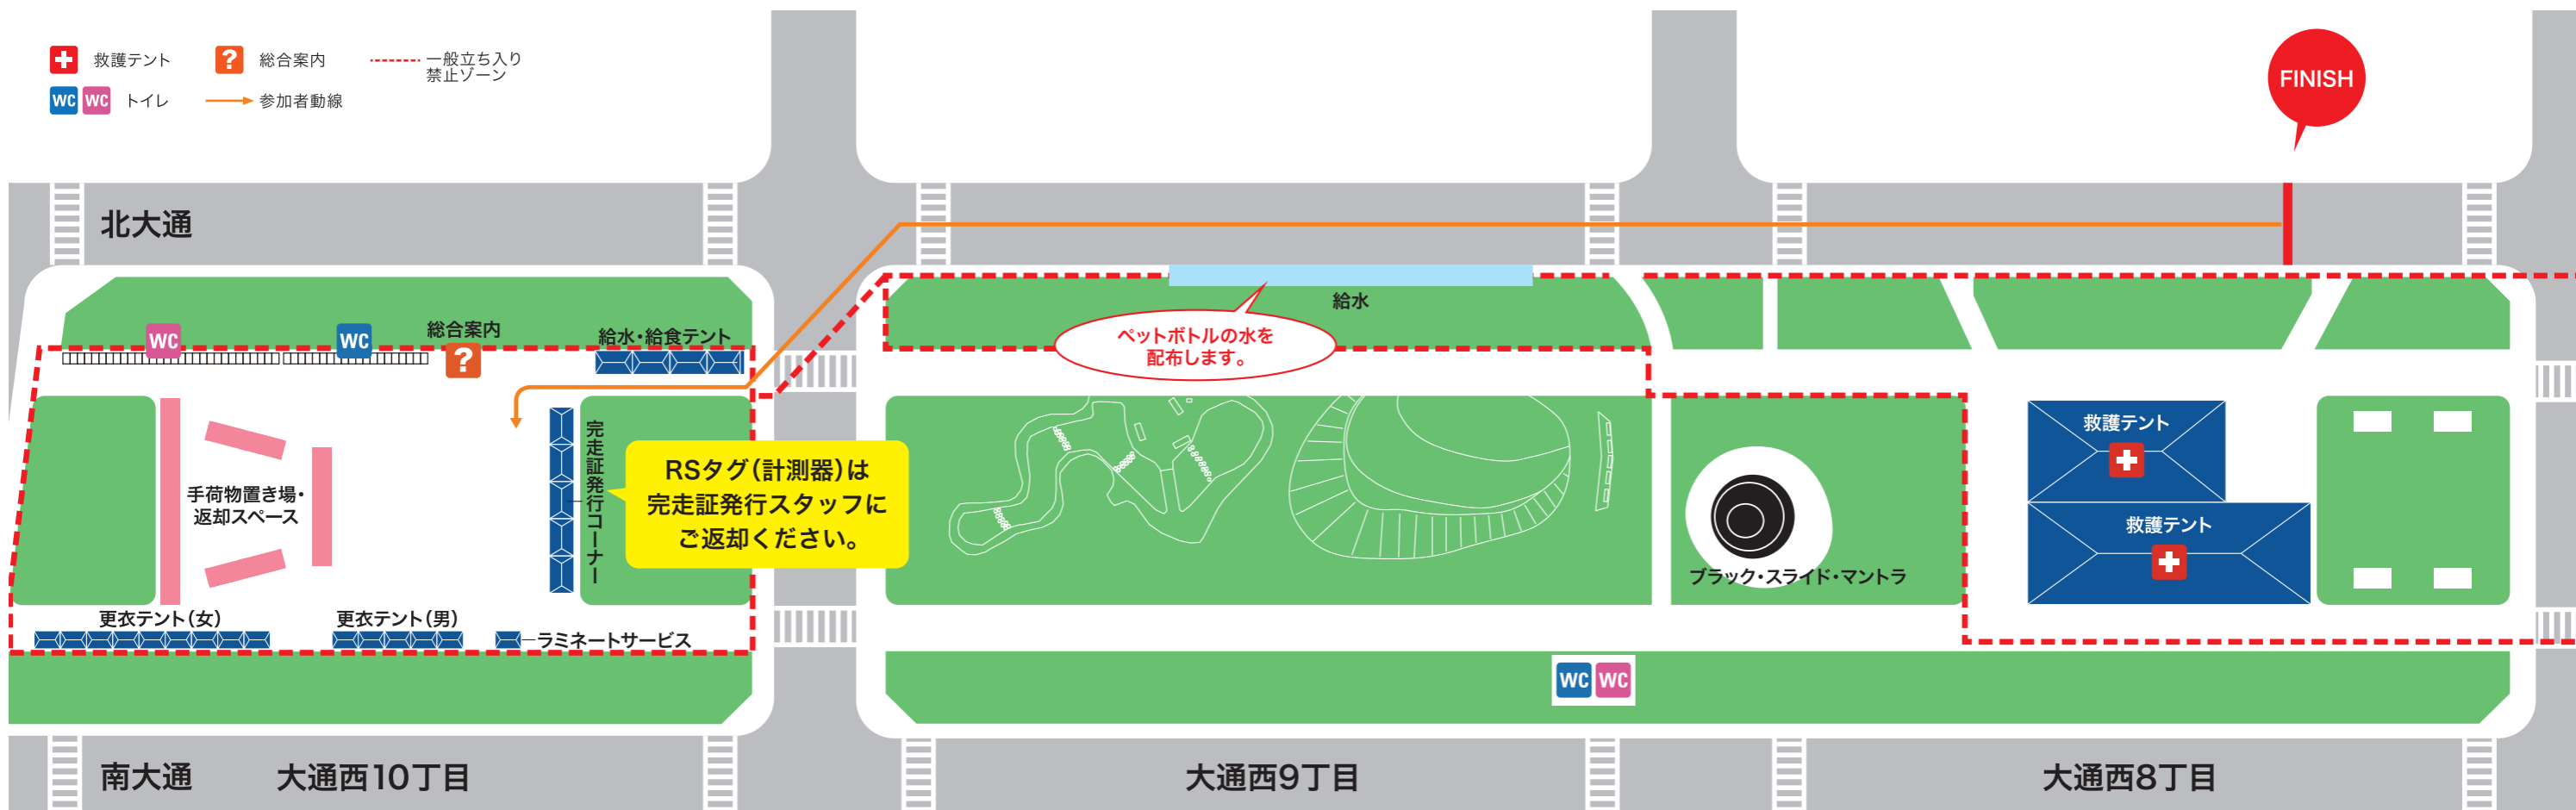 救護テント
? 総合案内
一般立ち入り
禁止ゾーン
WC WC トイレ
参加者動線
FINISH
北大通
WC
WC
総合案内
?
給水・給食テント
給水
ペットボトルの水を
配布します。
手荷物置き場・
返却スペース
完走証発行コーナー
RSタグ(計測器)は
完走証発行スタッフに
ご返却ください。
救護テント
救護テント
ブラック・スライド・マントラ
更衣テント(女)
更衣テント(男)
ラミネートサービス
WC WC
南大通
大通西10丁目
大通西9丁目
大通西8丁目